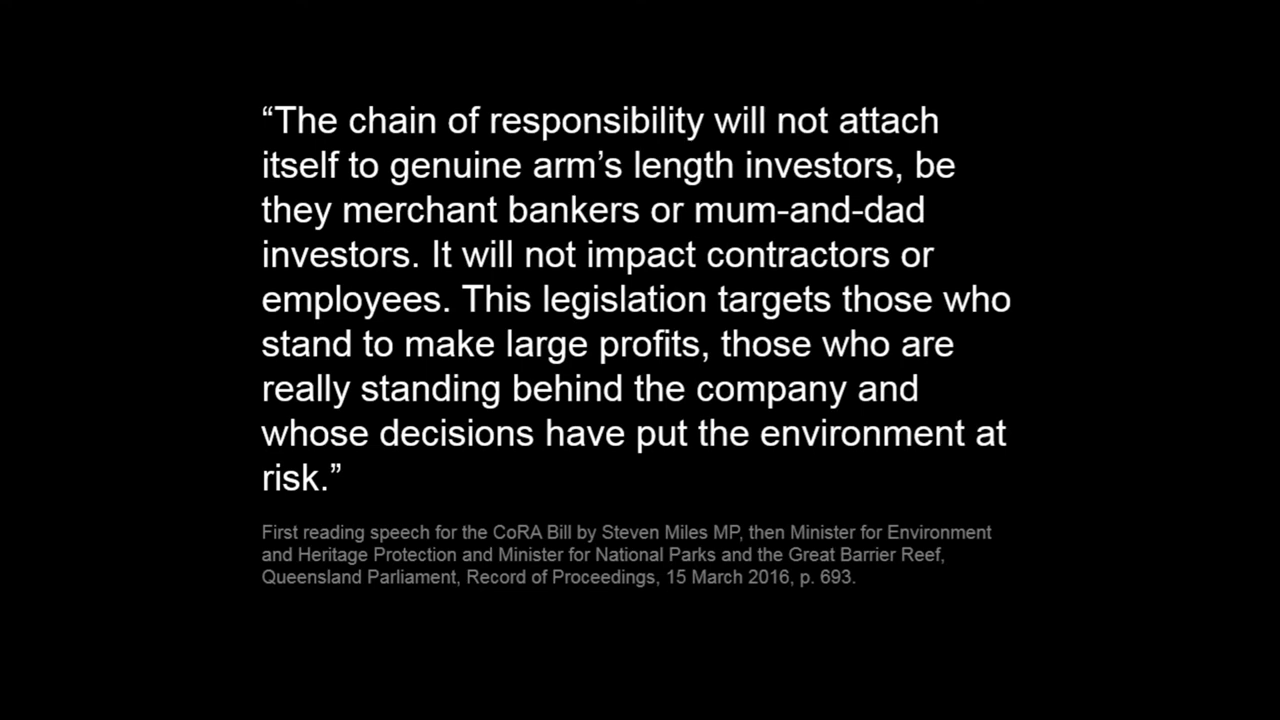 “The chain of responsibility will not attach
itself to genuine arm’s length investors, be
they merchant bankers or mum-and-dad
investors. It will not impact contractors or
employees. This legislation targets those who
stand to make large profits, those who are
really standing behind the company and
whose decisions have put the environment at
risk.”
First reading speech for the CoRA Bill by Steven Miles MP, then Minister for Environment
and Heritage Protection and Minister for National Parks and the Great Barrier Reef,
Queensland Parliament, Record of Proceedings, 15 March 2016, p. 693.